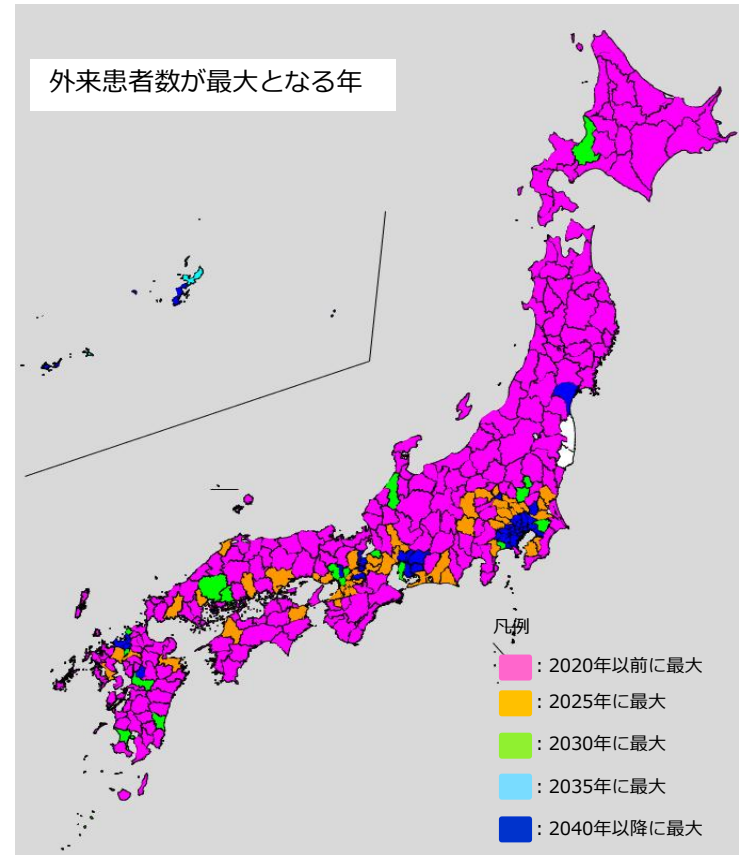 外来患者数が最大となる年
凡例
：2020年以前に最大
：2025年に最大
：2030年に最大
：2035年に最大
：2040年以降に最大